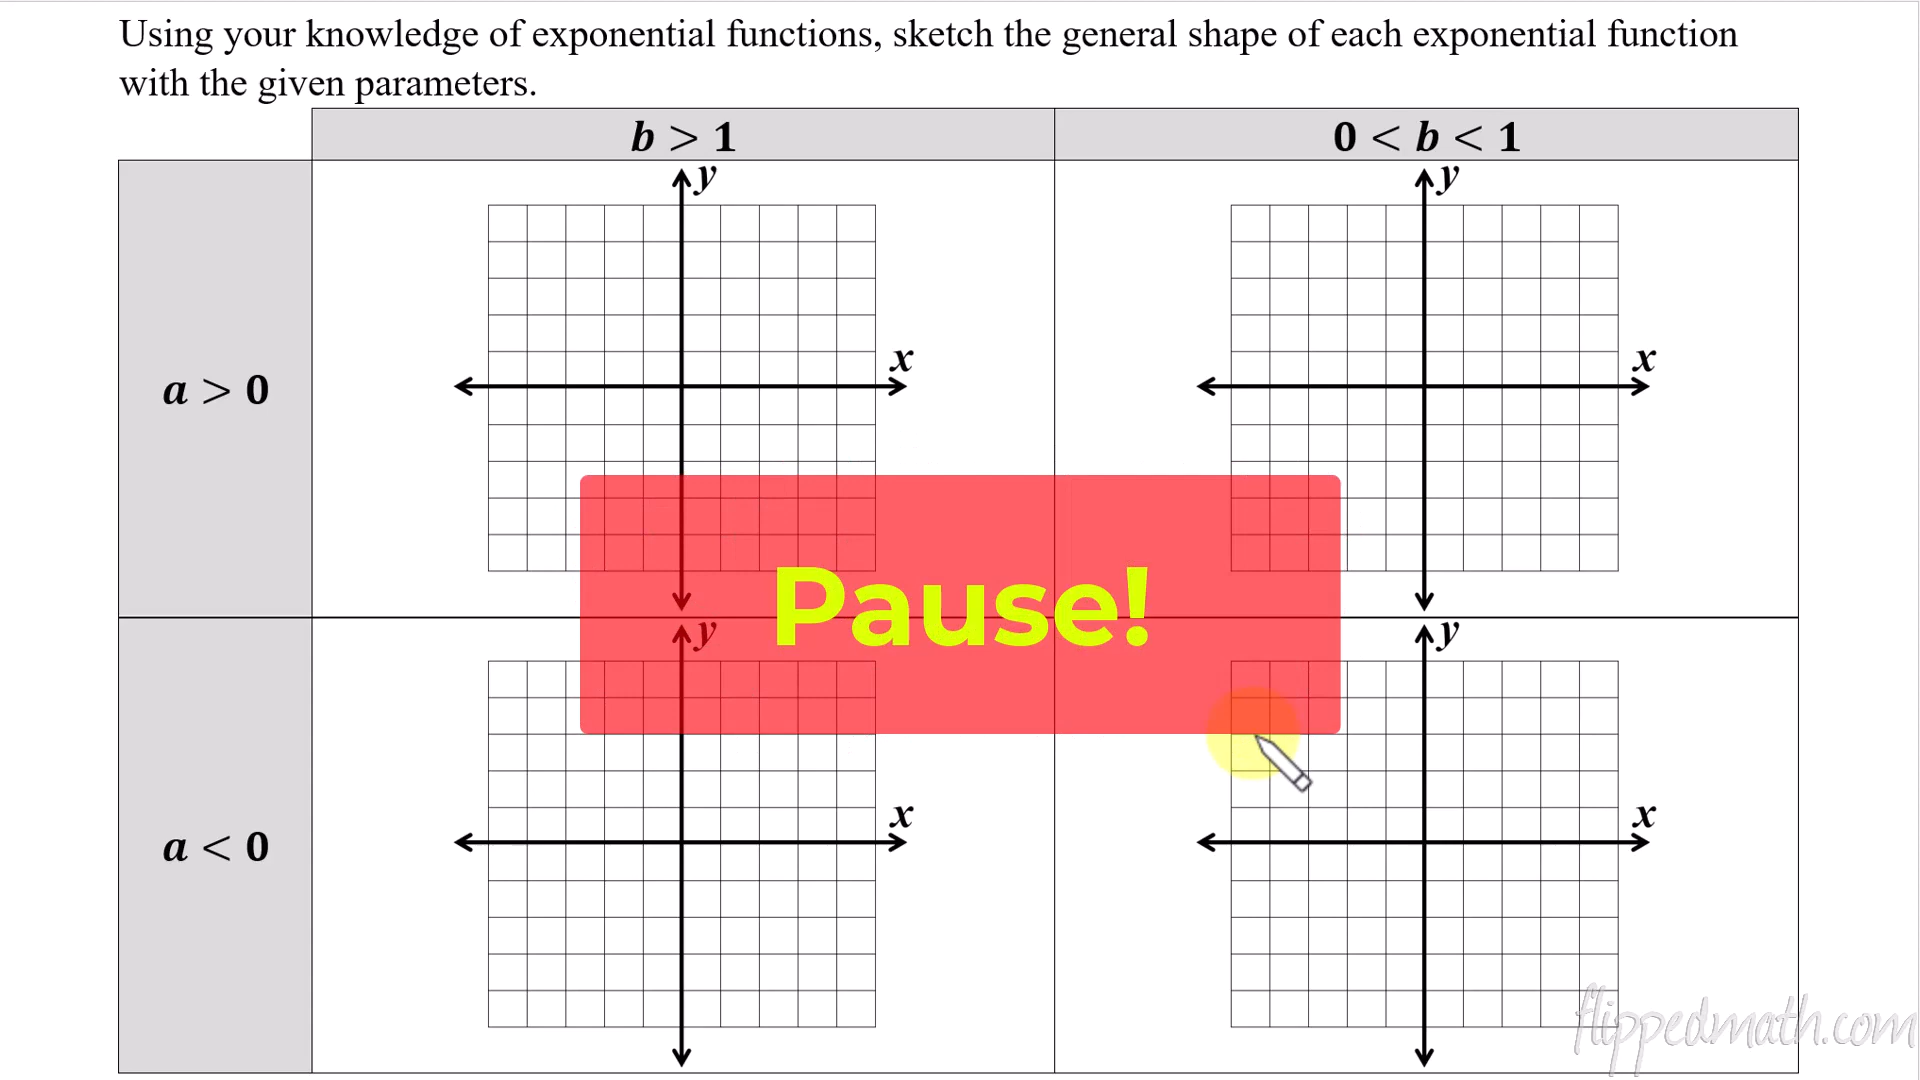 Using your knowledge of exponential functions, sketch the general shape of each exponential function
with the given parameters.
b > 1
0 < b < 1
y
y
x
x
a > 0
Pause!
y
y
x
x
a < 0
flippedmath.com